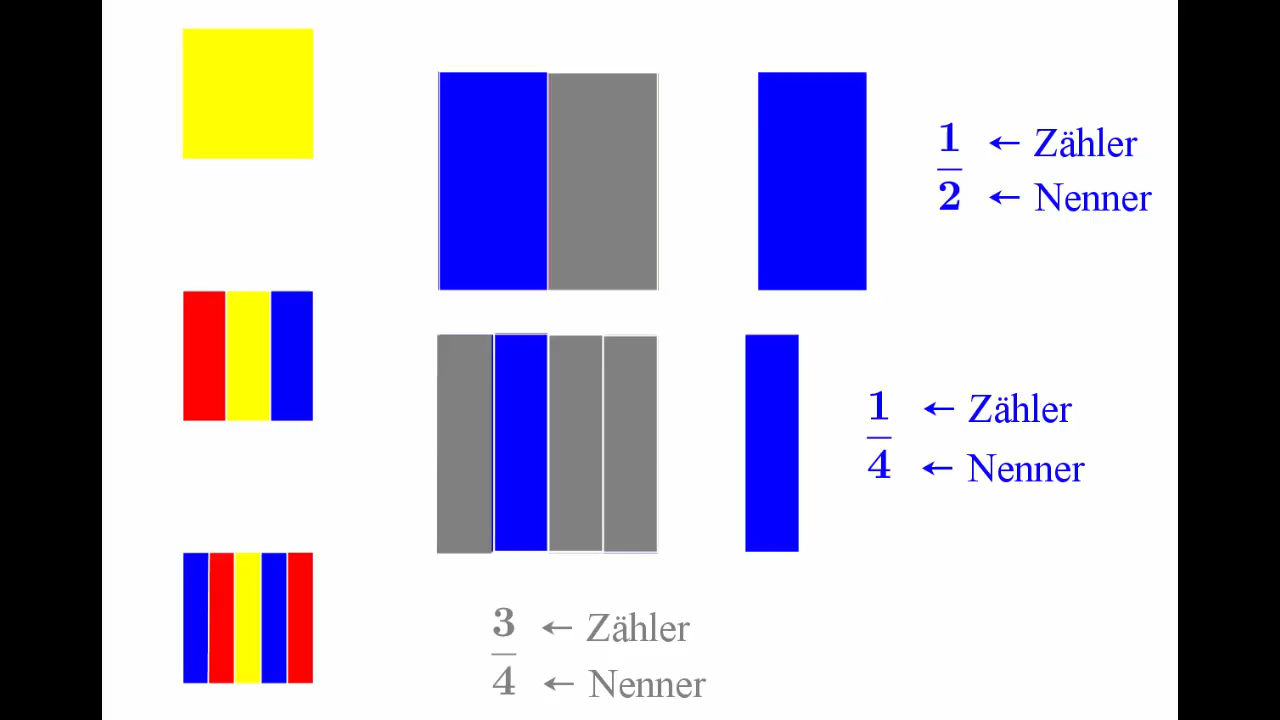 1 ← Zähler
2 ← Nenner
1 ← Zähler
4 ← Nenner
3 ← Zähler
4 ← Nenner